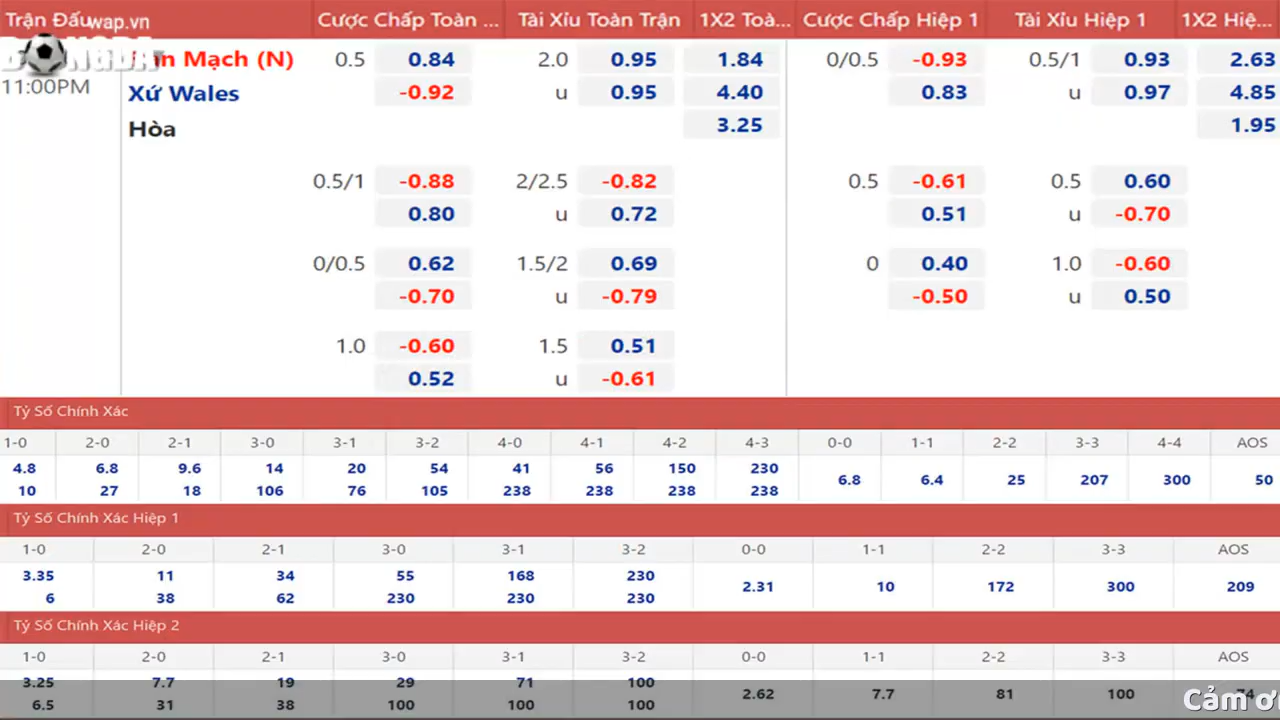 Trận Đấu wap.vn Cược Chấp Toàn ... Tài Xỉu Toàn Trận 1X2 Toà... Cược Chấp Hiệp 1 Tài Xỉu Hiệp 1 1X2 Hiệ...
BONGDA Mạch (N) 0.5 0.84 2.0 0.95 1.84 0/0.5 -0.93 0.5/1 0.93 2.63
11:00PM Xứ Wales -0.92 u 0.95 4.40 0.83 u 0.97 4.85
Hòa 3.25 1.95
0.5/1 -0.88 2/2.5 -0.82 0.5 -0.61 0.5 0.60
0.80 u 0.72 0.51 u -0.70
0/0.5 0.62 1.5/2 0.69 0 0.40 1.0 -0.60
-0.70 u -0.79 -0.50 u 0.50
1.0 -0.60 1.5 0.51
0.52 u -0.61
Tỷ Số Chính Xác
1-0 2-0 2-1 3-0 3-1 3-2 4-0 4-1 4-2 4-3 0-0 1-1 2-2 3-3 4-4 AOS
4.8 6.8 9.6 14 20 54 41 56 150 230
6.8 6.4 25 207 300 50
10 27 18 106 76 105 238 238 238 238
Tỷ Số Chính Xác Hiệp 1
1-0 2-0 2-1 3-0 3-1 3-2 0-0 1-1 2-2 3-3 AOS
3.35 11 34 55 168 230
2.31 10 172 300 209
6 38 62 230 230 230
Tỷ Số Chính Xác Hiệp 2
1-0 2-0 2-1 3-0 3-1 3-2 0-0 1-1 2-2 3-3 AOS
3.25 7.7 19 29 71 100
2.62 7.7 81 100 74
6.5 31 38 100 100 100
Cảm ơ